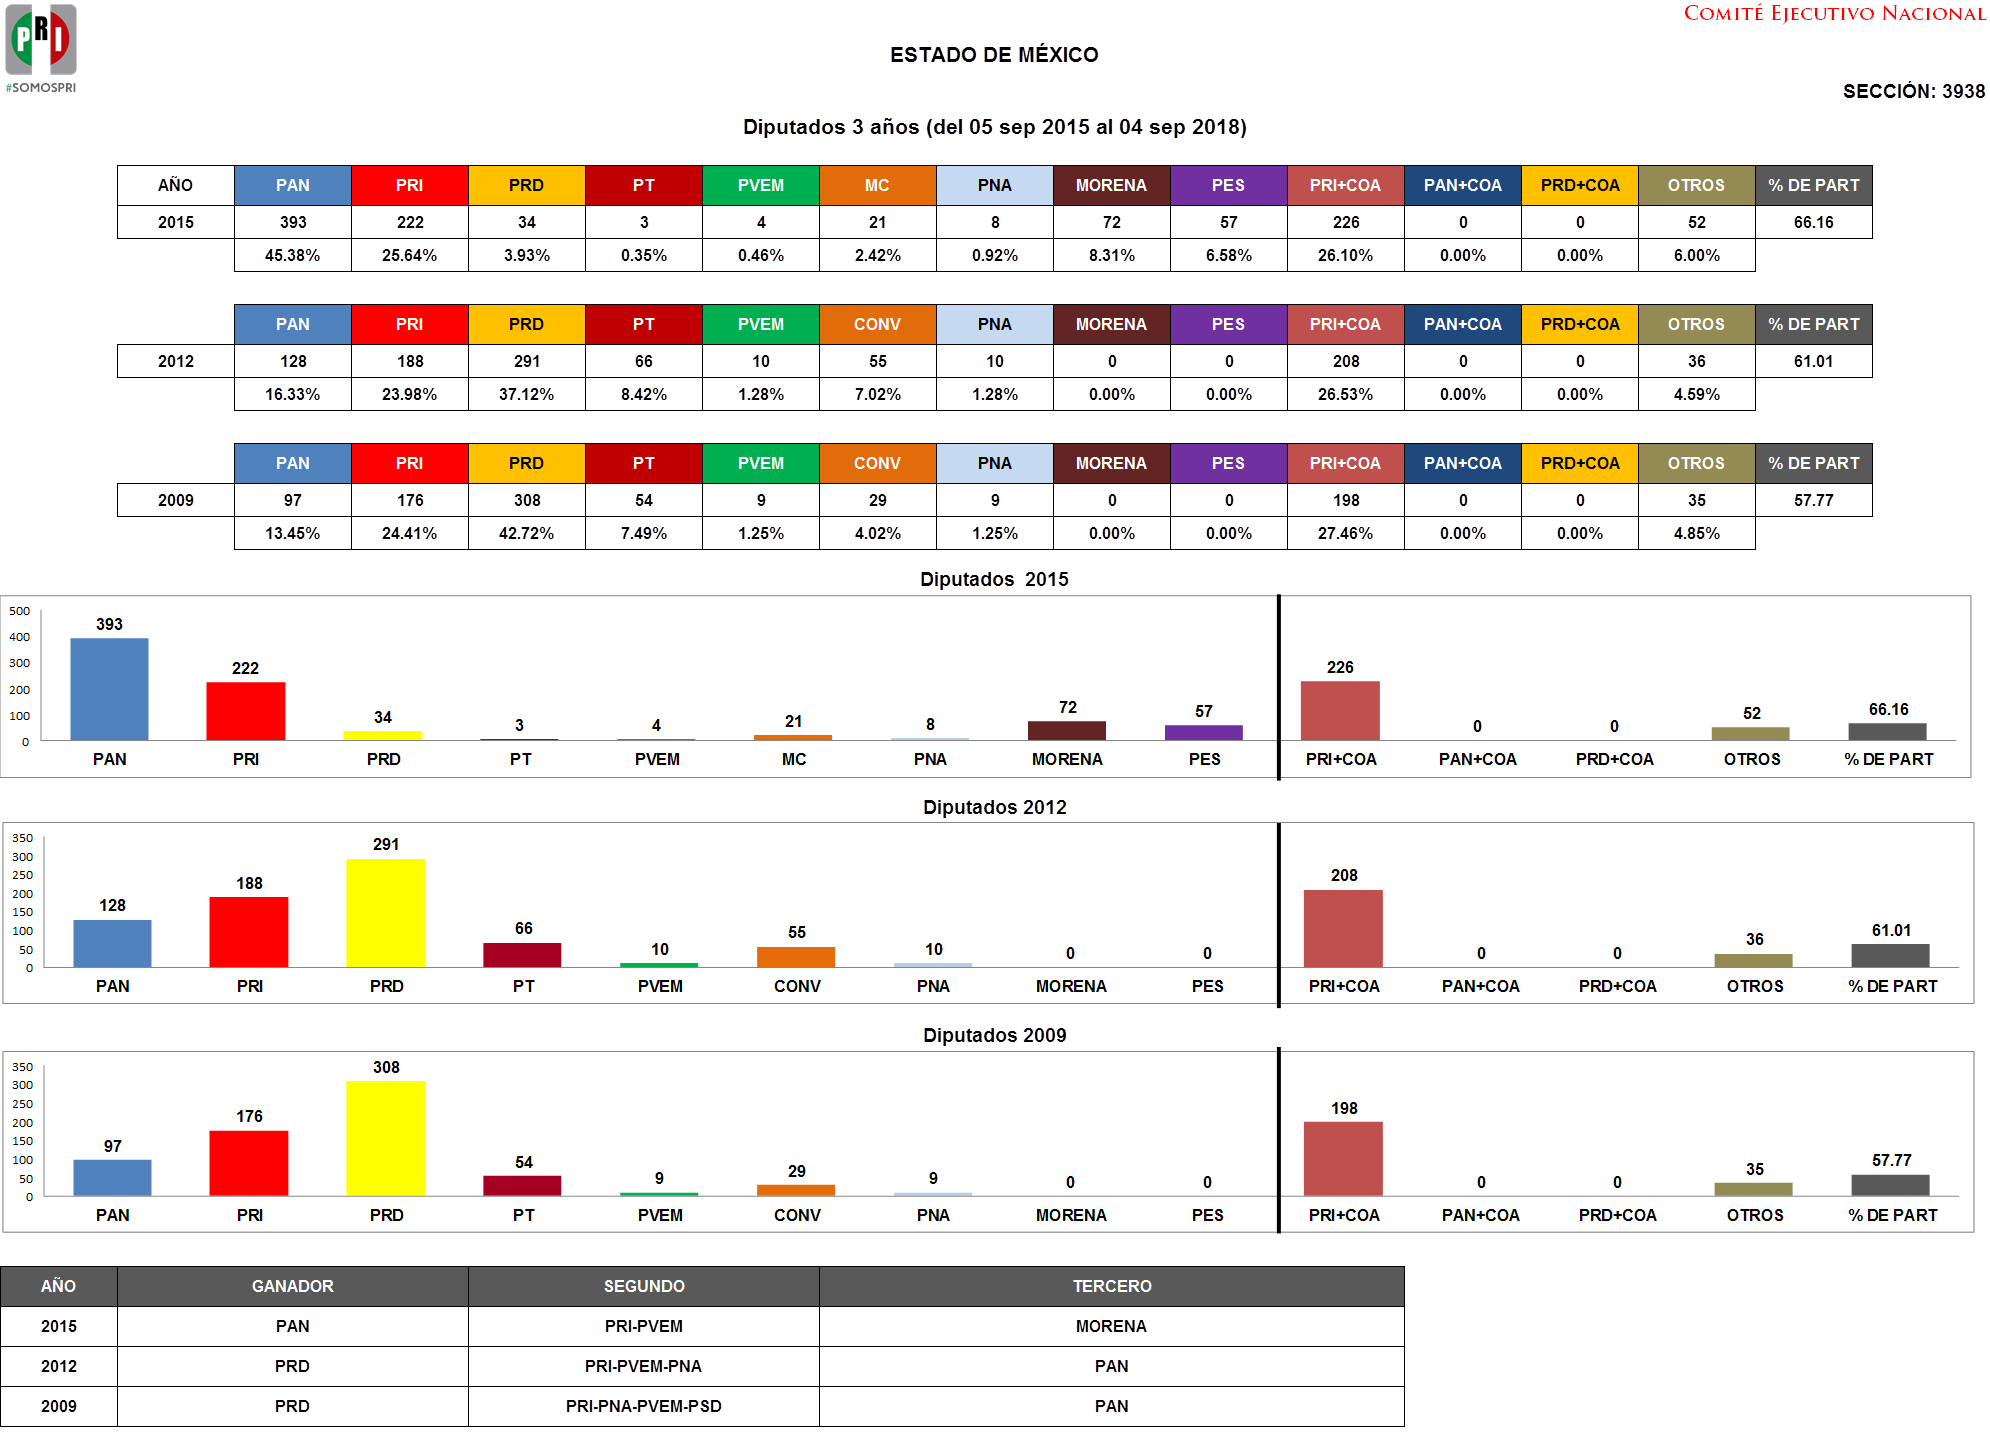 PRI
#SOMOSPRI
COMITÉ EJECUTIVO NACIONAL
ESTADO DE MÉXICO
SECCIÓN: 3938
Diputados 3 años (del 05 sep 2015 al 04 sep 2018)
AÑO PAN PRI PRD PT PVEM MC PNA MORENA PES PRI+COA PAN+COA PRD+COA OTROS % DE PART
2015 393 222 34 3 4 21 8 72 57 226 0 0 52 66.16
45.38% 25.64% 3.93% 0.35% 0.46% 2.42% 0.92% 8.31% 6.58% 26.10% 0.00% 0.00% 6.00%
PAN PRI PRD PT PVEM CONV PNA MORENA PES PRI+COA PAN+COA PRD+COA OTROS % DE PART
2012 128 188 291 66 10 55 10 0 0 208 0 0 36 61.01
16.33% 23.98% 37.12% 8.42% 1.28% 7.02% 1.28% 0.00% 0.00% 26.53% 0.00% 0.00% 4.59%
PAN PRI PRD PT PVEM CONV PNA MORENA PES PRI+COA PAN+COA PRD+COA OTROS % DE PART
2009 97 176 308 54 9 29 9 0 0 198 0 0 35 57.77
13.45% 24.41% 42.72% 7.49% 1.25% 4.02% 1.25% 0.00% 0.00% 27.46% 0.00% 0.00% 4.85%
Diputados 2015
500
400
300
200
100
0
393 222 34 3 4 21 8 72 57 226 0 0 52 66.16
PAN PRI PRD PT PVEM MC PNA MORENA PES PRI+COA PAN+COA PRD+COA OTROS % DE PART
Diputados 2012
350
300
250
200
150
100
50
0
128 188 291 66 10 55 10 0 0 208 0 0 36 61.01
PAN PRI PRD PT PVEM CONV PNA MORENA PES PRI+COA PAN+COA PRD+COA OTROS % DE PART
Diputados 2009
350
300
250
200
150
100
50
0
97 176 308 54 9 29 9 0 0 198 0 0 35 57.77
PAN PRI PRD PT PVEM CONV PNA MORENA PES PRI+COA PAN+COA PRD+COA OTROS % DE PART
AÑO GANADOR SEGUNDO TERCERO
2015 PAN PRI-PVEM MORENA
2012 PRD PRI-PVEM-PNA PAN
2009 PRD PRI-PNA-PVEM-PSD PAN